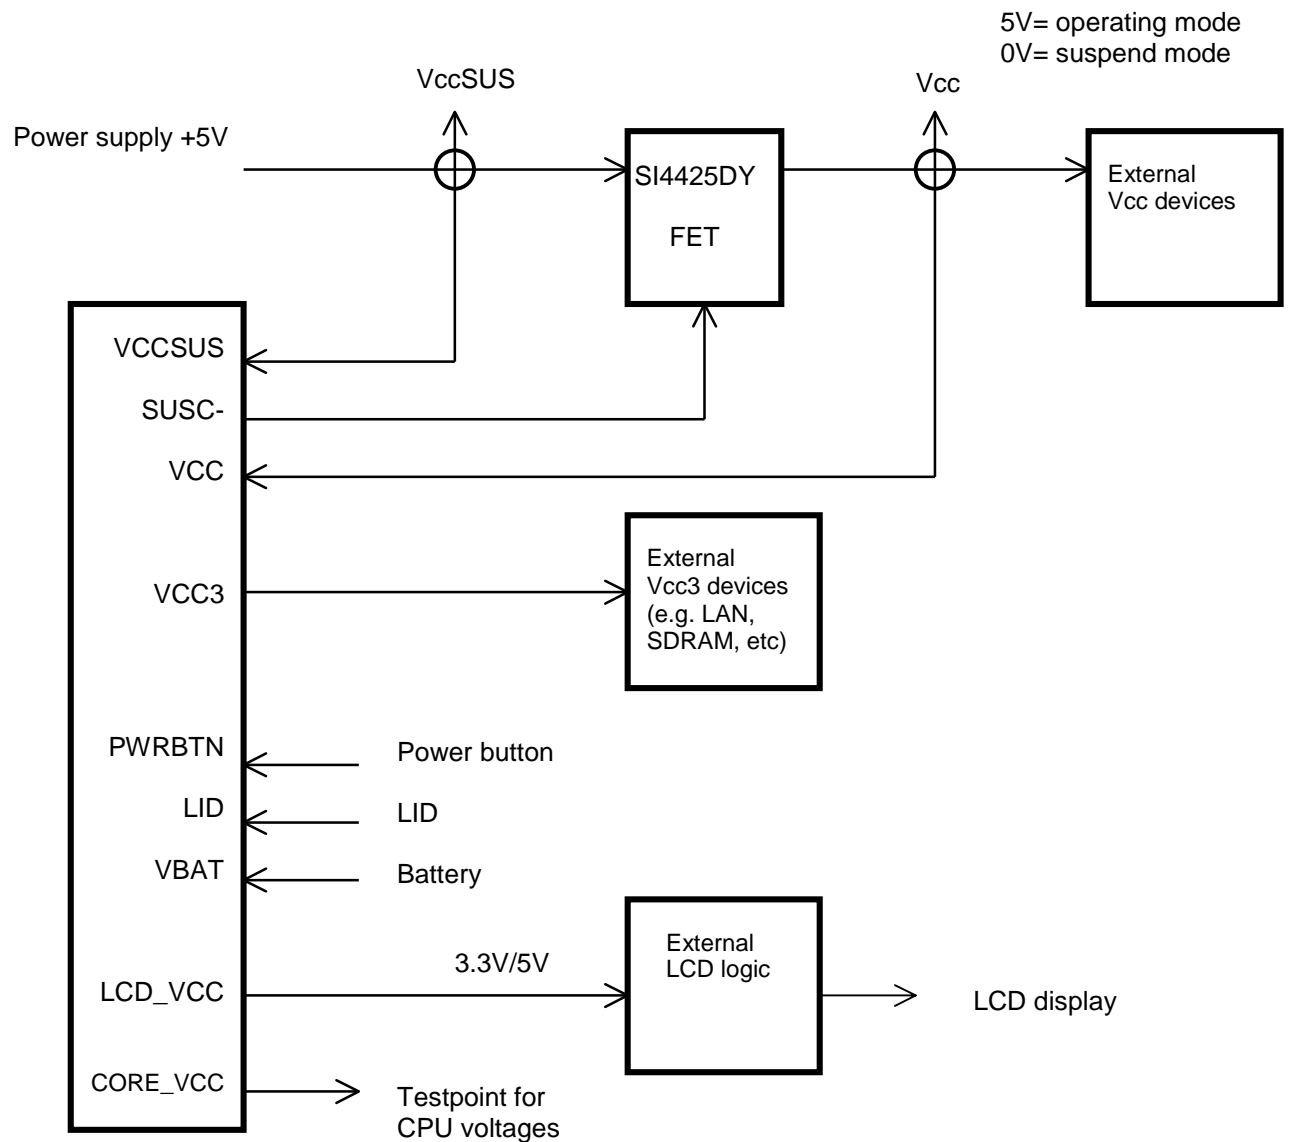 5V= operating mode
0V= suspend mode
VccSUS
Vcc
Power supply +5V
SI4425DY
FET
External
Vcc devices
VCCSUS
SUSC-
VCC
VCC3
External
Vcc3 devices
(e.g. LAN,
SDRAM, etc)
PWRBTN
Power button
LID
LID
VBAT
Battery
LCD_VCC
3.3V/5V
External
LCD logic
LCD display
CORE_VCC
Testpoint for
CPU voltages